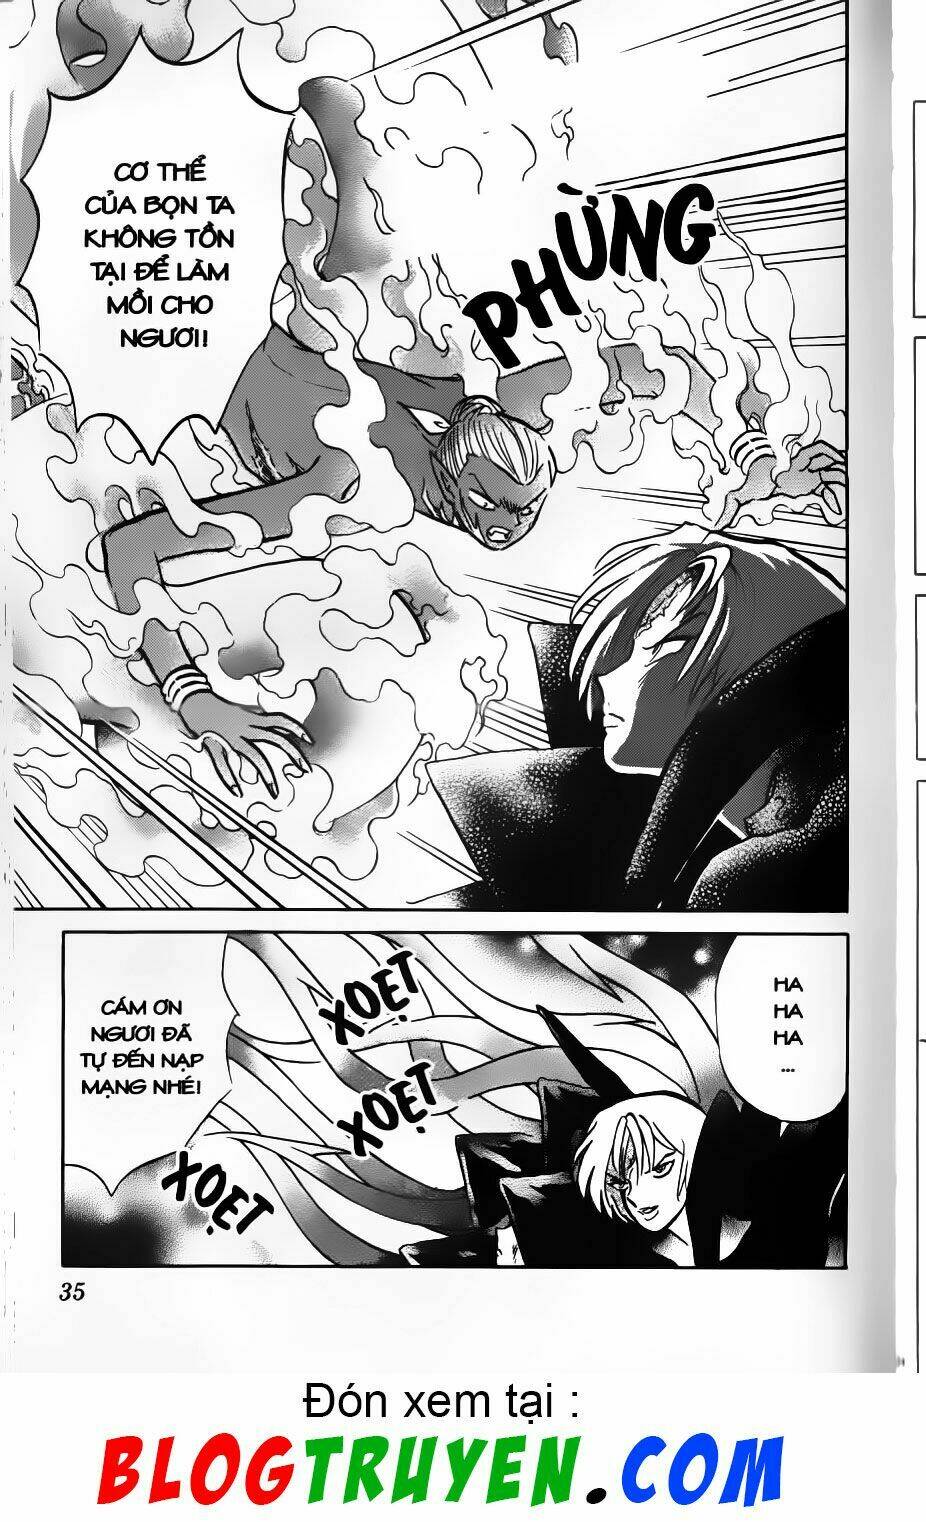 CƠ THỂ
CỦA BỌN TA
KHÔNG TỒN
TẠI ĐỂ LÀM
MỒI CHO
NGƯƠI!
PHỪNG
HA
HA
HA
...
XOẸT
XOẸT
XOẸT
CÁM ƠN
NGƯƠI ĐÃ
TỰ ĐẾN NẠP
MẠNG NHÉ!
35
Đón xem tại :
BLOGTRUYEN.COM